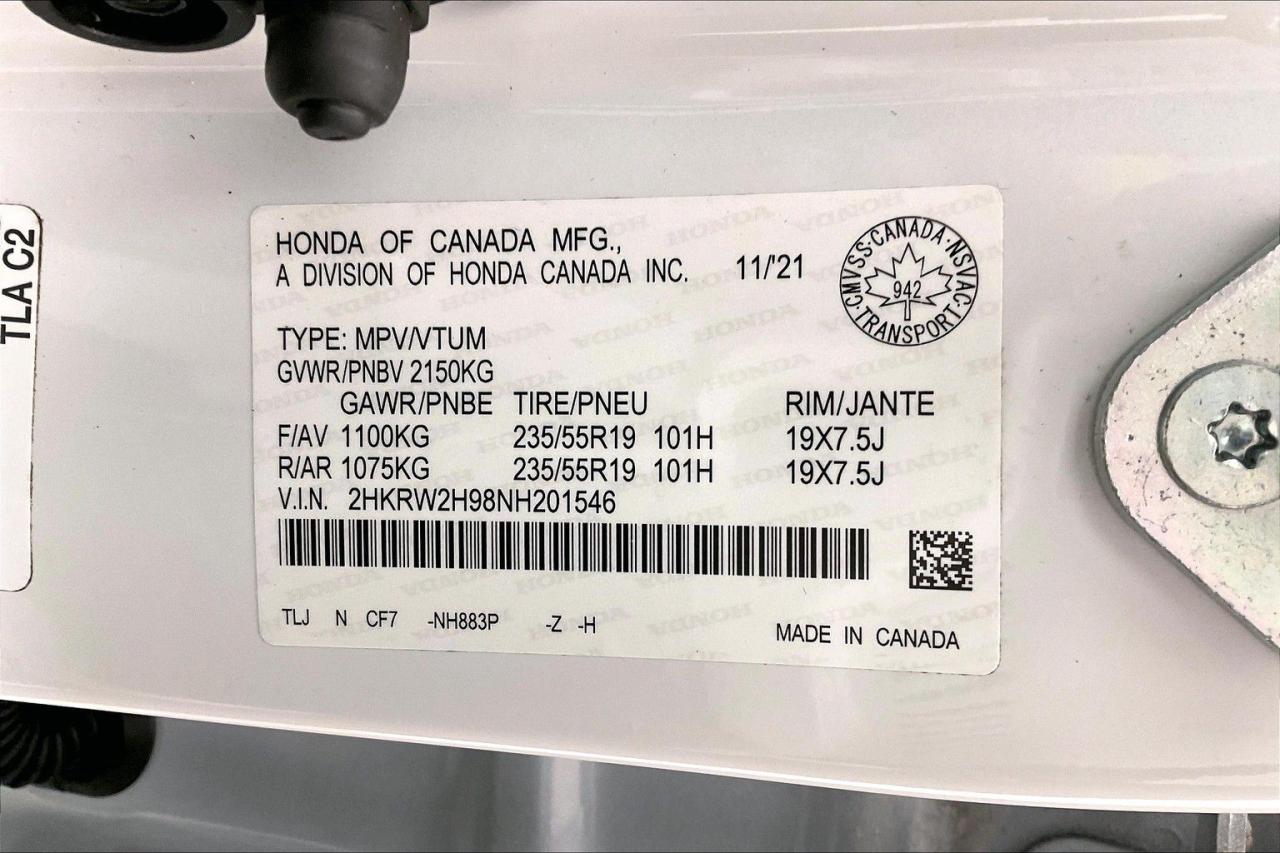 HONDA OF CANADA MFG.,
A DIVISION OF HONDA CANADA INC. 11/'21
CANADA · NSVAC · TRANSPORT · CMVSS ·
942
TYPE: MPV/VTUM
GVWR/PNBV 2150KG
GAWR/PNBE TIRE/PNEU RIM/JANTE
F/AV 1100KG 235/55R19 101H 19X7.5J
R/AR 1075KG 235/55R19 101H 19X7.5J
V.I.N. 2HKRW2H98NH201546
TLJ N CF7 -NH883P -Z -H
MADE IN CANADA
TLA C2